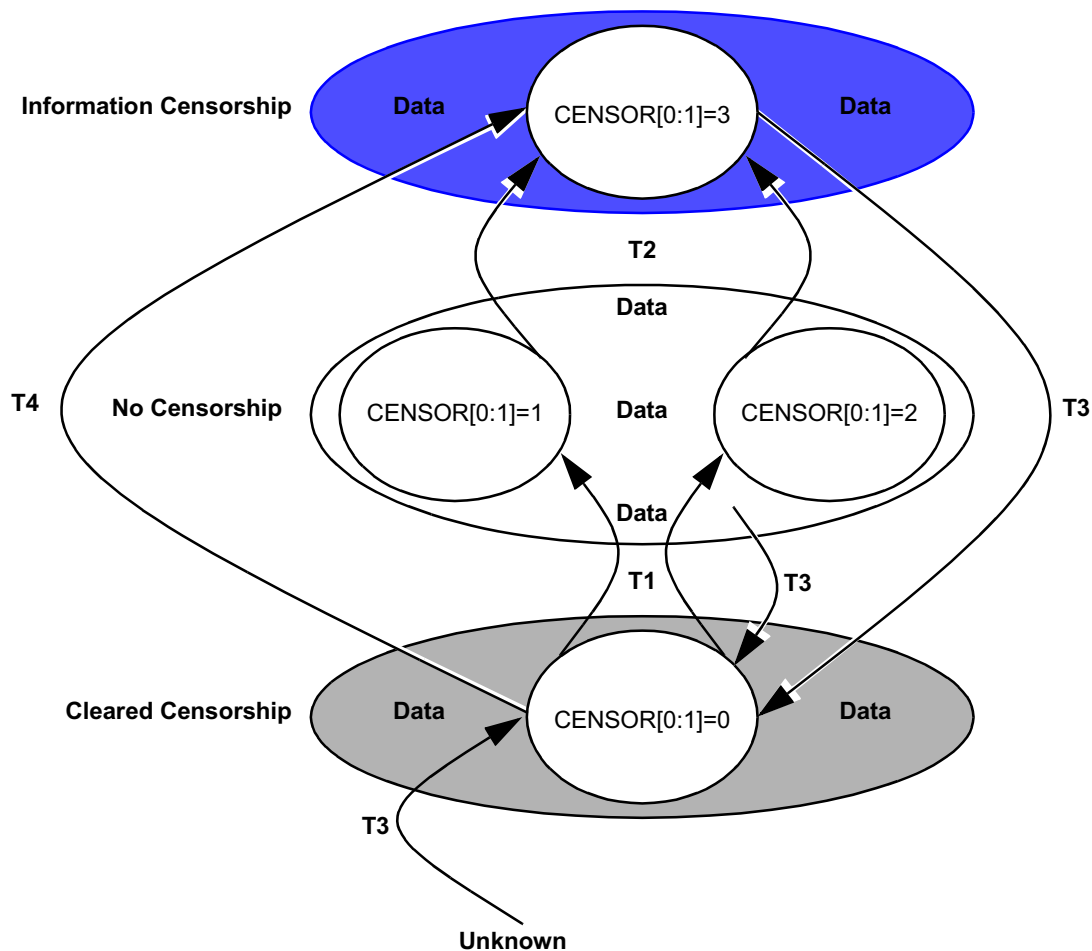 Information Censorship
Data
CENSOR[0:1]=3
Data
T2
Data
T4
No Censorship
CENSOR[0:1]=1
Data
CENSOR[0:1]=2
T3
Data
T1
T3
Cleared Censorship
Data
CENSOR[0:1]=0
Data
T3
Unknown